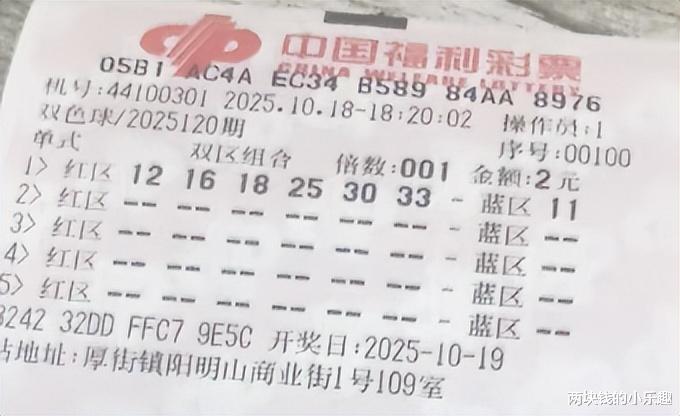 中国福利彩票
CHINA WELFARE LOTTERY
05B1 AC4A EC34 B589 84AA 8976
机号:44100301 2025.10.18-18:20:02 操作员:1
双色球/2025120期 序号:00100
单式 双区组合 倍数:001 金额:2元
1> 红区 12 16 18 25 30 33 - 蓝区 11
2> 红区 -- -- -- -- -- -- - 蓝区 --
3> 红区 -- -- -- -- -- -- - 蓝区 --
4> 红区 -- -- -- -- -- -- - 蓝区 --
5> 红区 -- -- -- -- -- -- - 蓝区 --
3242 32DD FFC7 9E5C 开奖日:2025-10-19
站地址:厚街镇阳明山商业街1号109室
两块钱的小乐趣